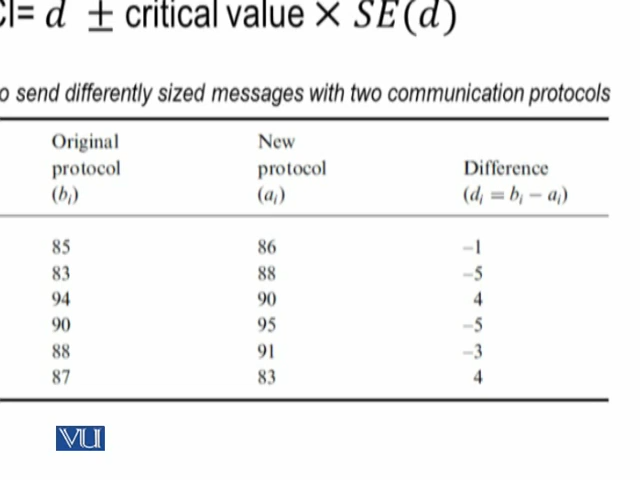 CI= d ± critical value × SE(d)
o send differently sized messages with two communication protocols
Original protocol (bᵢ) New protocol (aᵢ) Difference (dᵢ = bᵢ − aᵢ)
85 86 −1
83 88 −5
94 90 4
90 95 −5
88 91 −3
87 83 4
VU